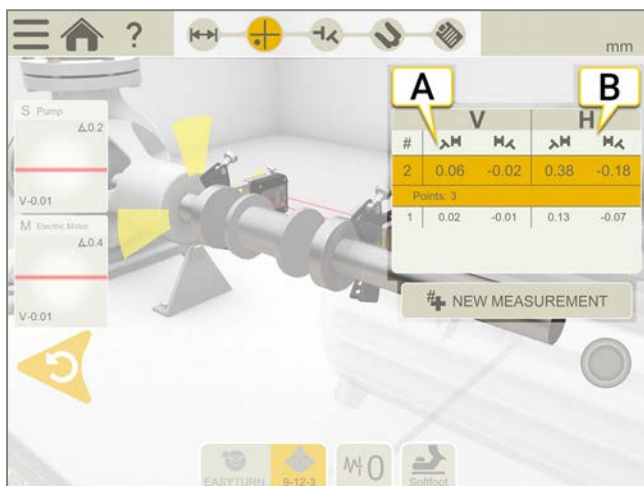 ?
mm
A
B
S Pump
∡0.2
V-0.01
M Electric Motor
∡0.4
V-0.01
V H
#
2 0.06 -0.02 0.38 -0.18
Points: 3
1 0.02 -0.01 0.13 -0.07
NEW MEASUREMENT
EASYTURN
9-12-3
0
Softfoot